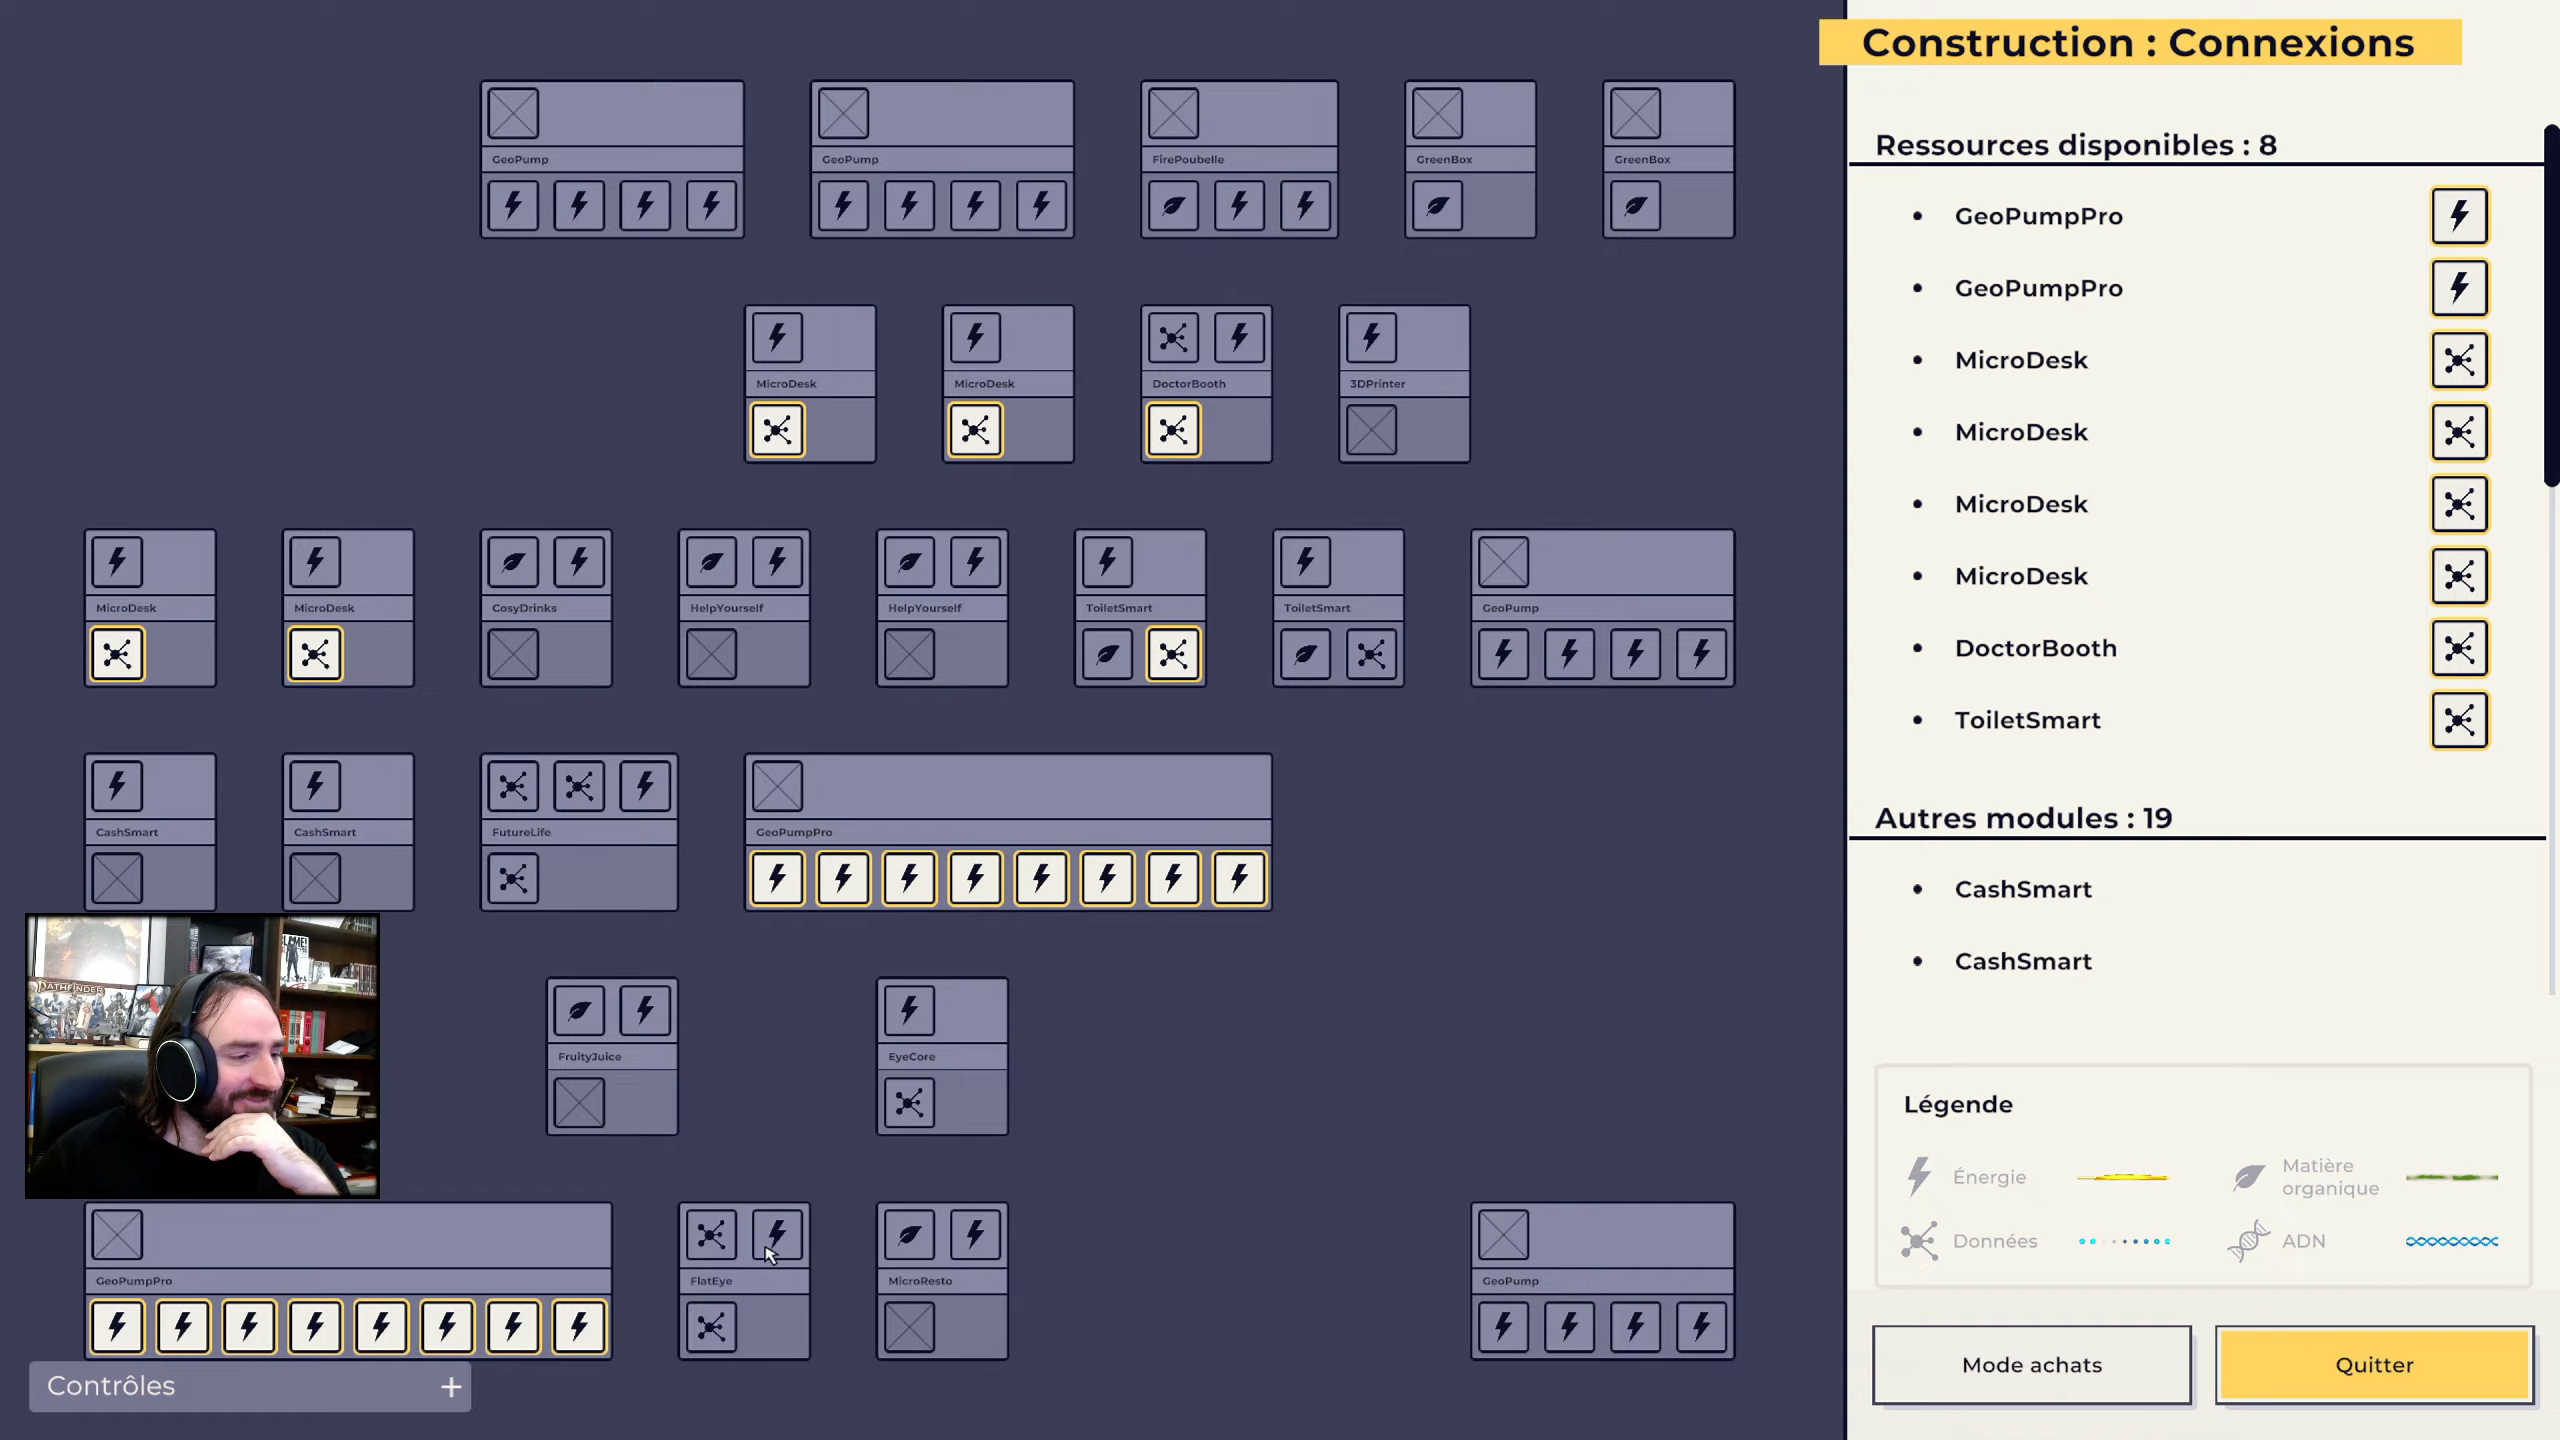 Construction : Connexions
GeoPump
GeoPump
FirePoubelle
GreenBox
GreenBox
MicroDesk
MicroDesk
DoctorBooth
3DPrinter
MicroDesk
MicroDesk
CosyDrinks
HelpYourself
HelpYourself
ToiletSmart
ToiletSmart
GeoPump
CashSmart
CashSmart
FutureLife
GeoPumpPro
FruityJuice
EyeCore
GeoPumpPro
FlatEye
MicroResto
GeoPump
Contrôles +
BLAME!
PATHFINDER
Ressources disponibles : 8
• GeoPumpPro
• GeoPumpPro
• MicroDesk
• MicroDesk
• MicroDesk
• MicroDesk
• DoctorBooth
• ToiletSmart
Autres modules : 19
• CashSmart
• CashSmart
Légende
Énergie
Matière
organique
Données
ADN
Mode achats
Quitter